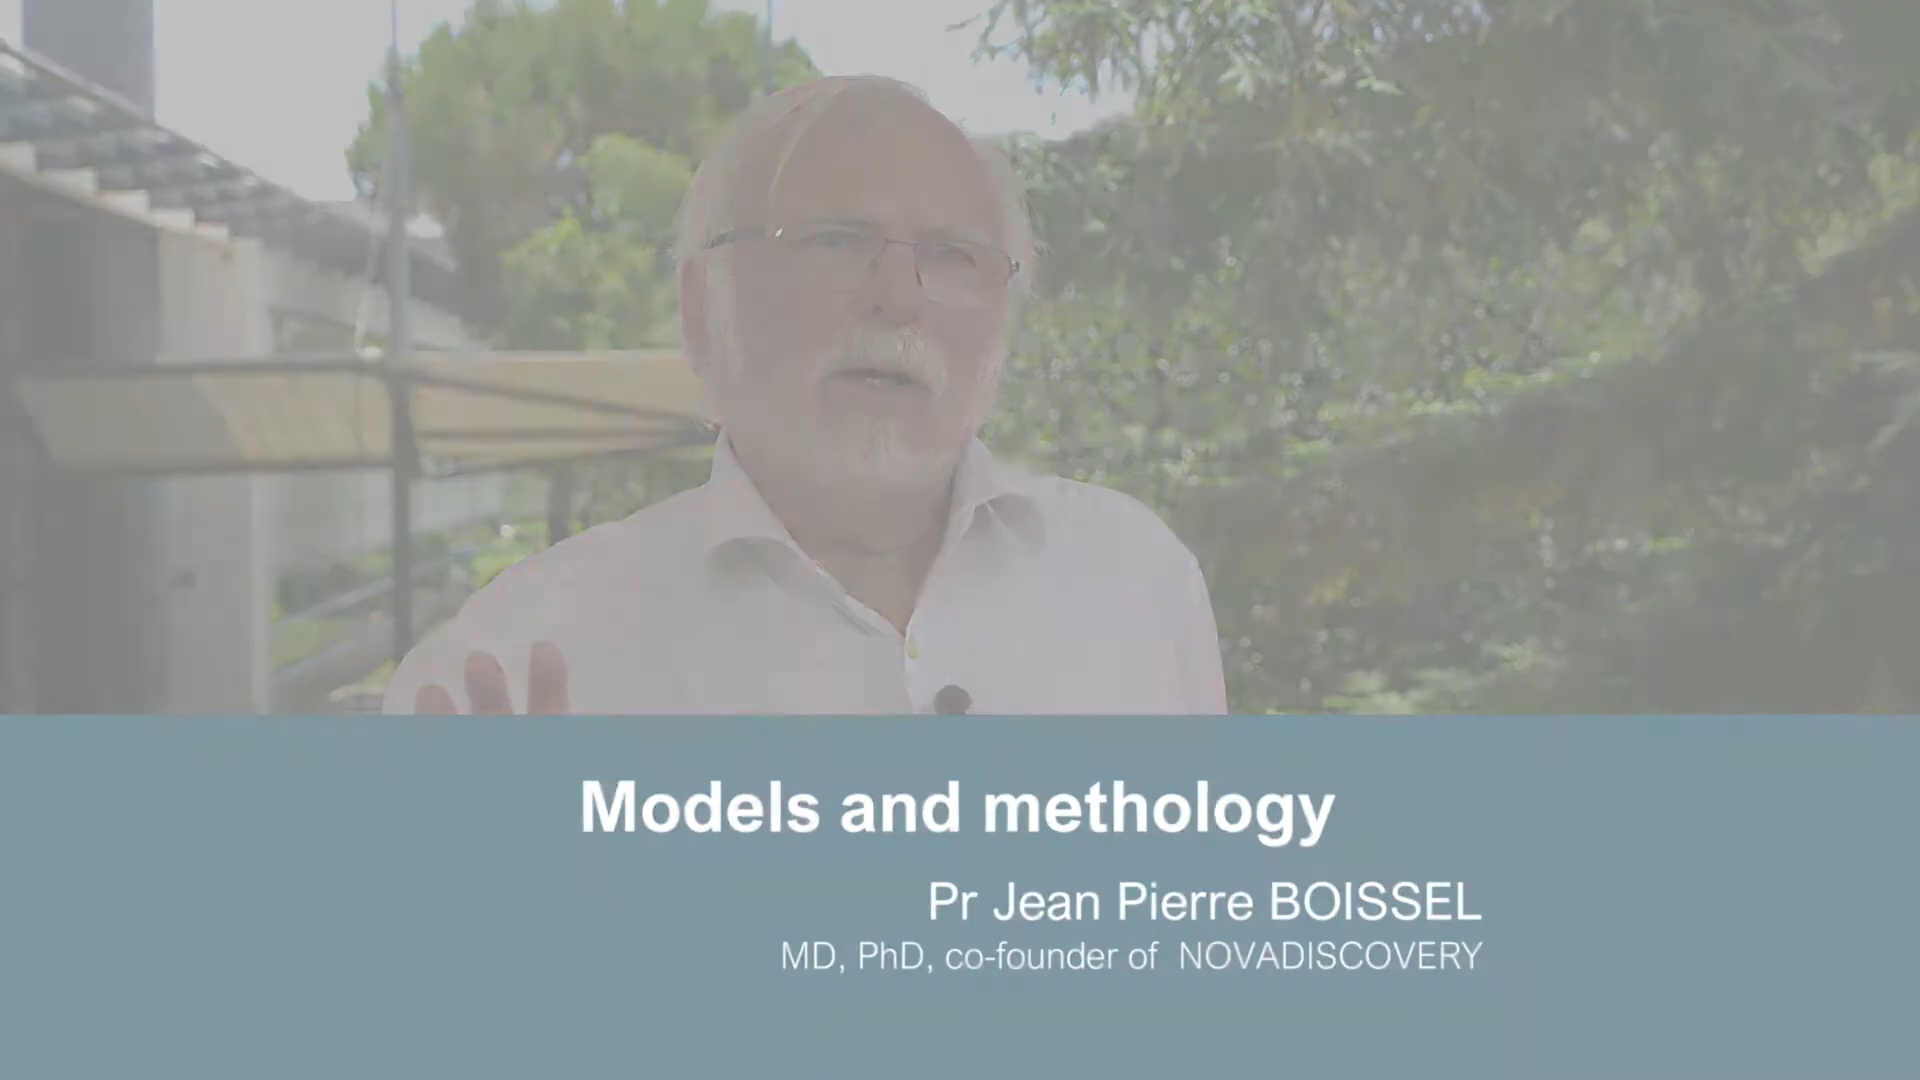 Models and methology
Pr Jean Pierre BOISSEL
MD, PhD, co-founder of NOVADISCOVERY